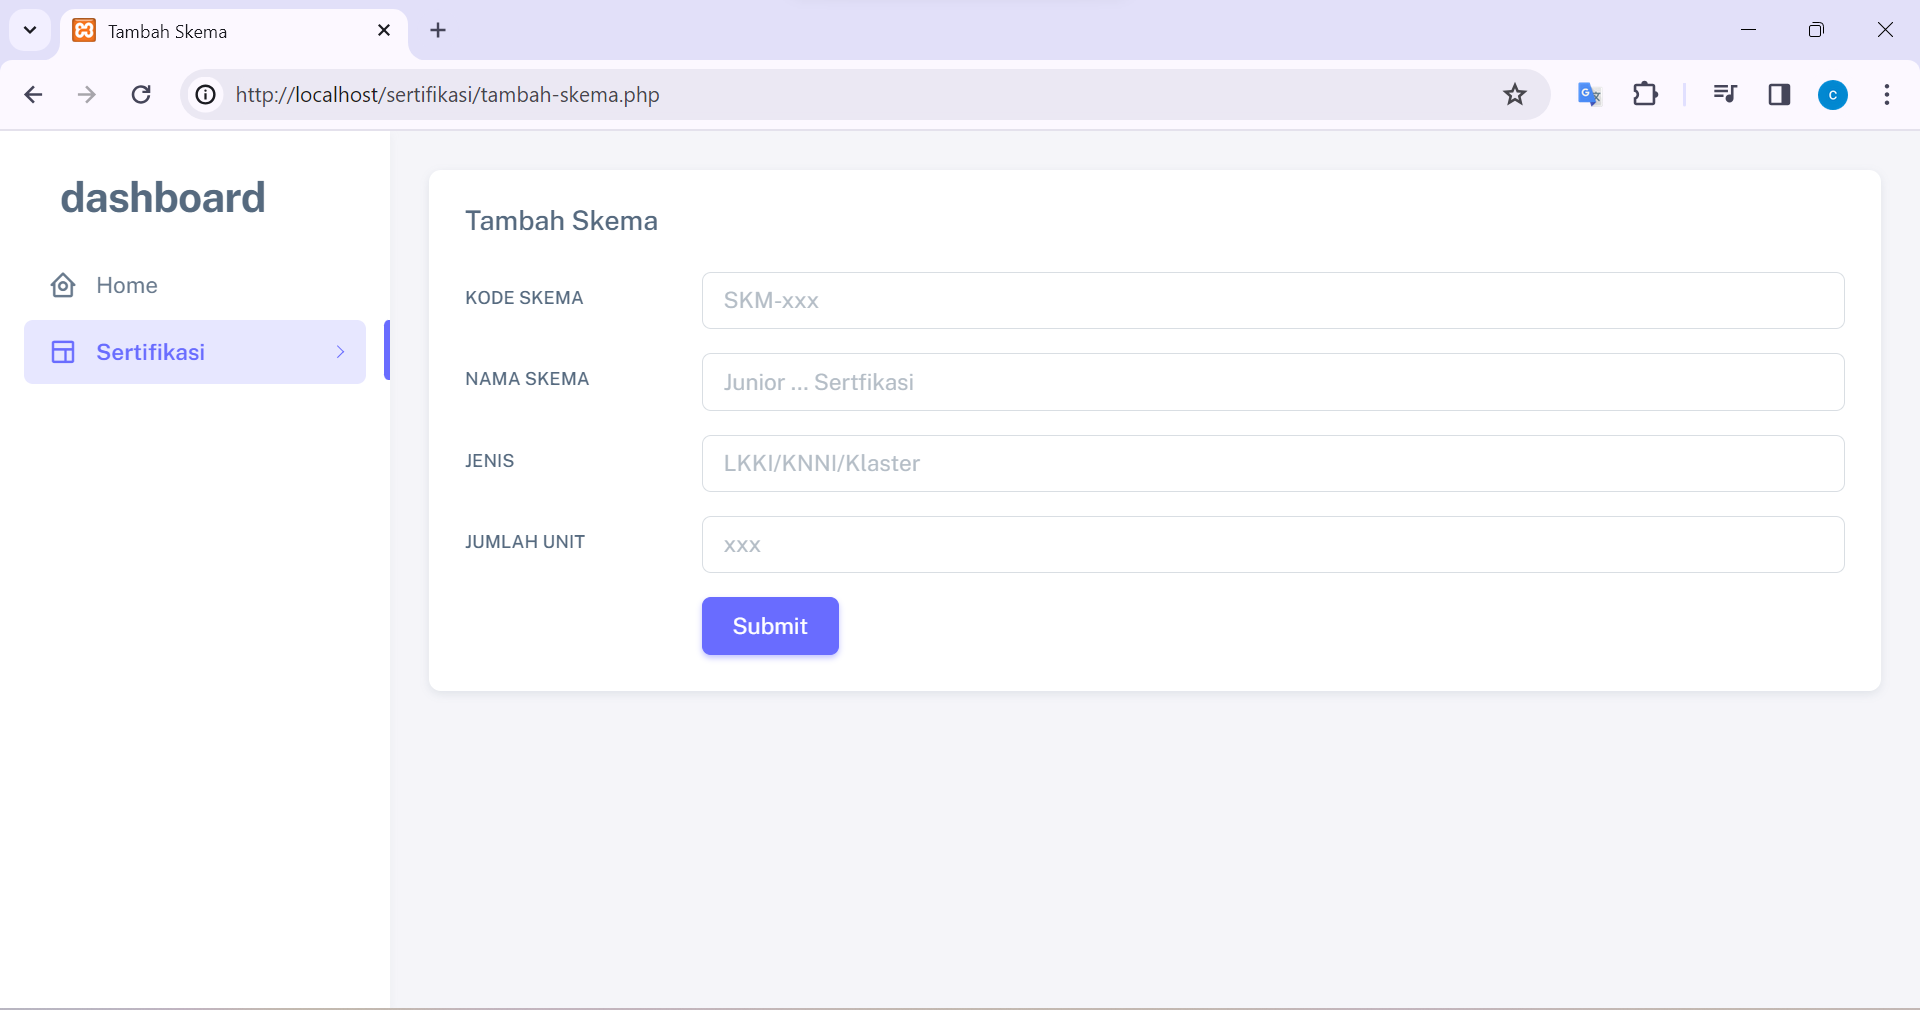 Tambah Skema
http://localhost/sertifikasi/tambah-skema.php
C
dashboard
Home
Sertifikasi
Tambah Skema
KODE SKEMA
SKM-xxx
NAMA SKEMA
Junior ... Sertfikasi
JENIS
LKKI/KNNI/Klaster
JUMLAH UNIT
xxx
Submit